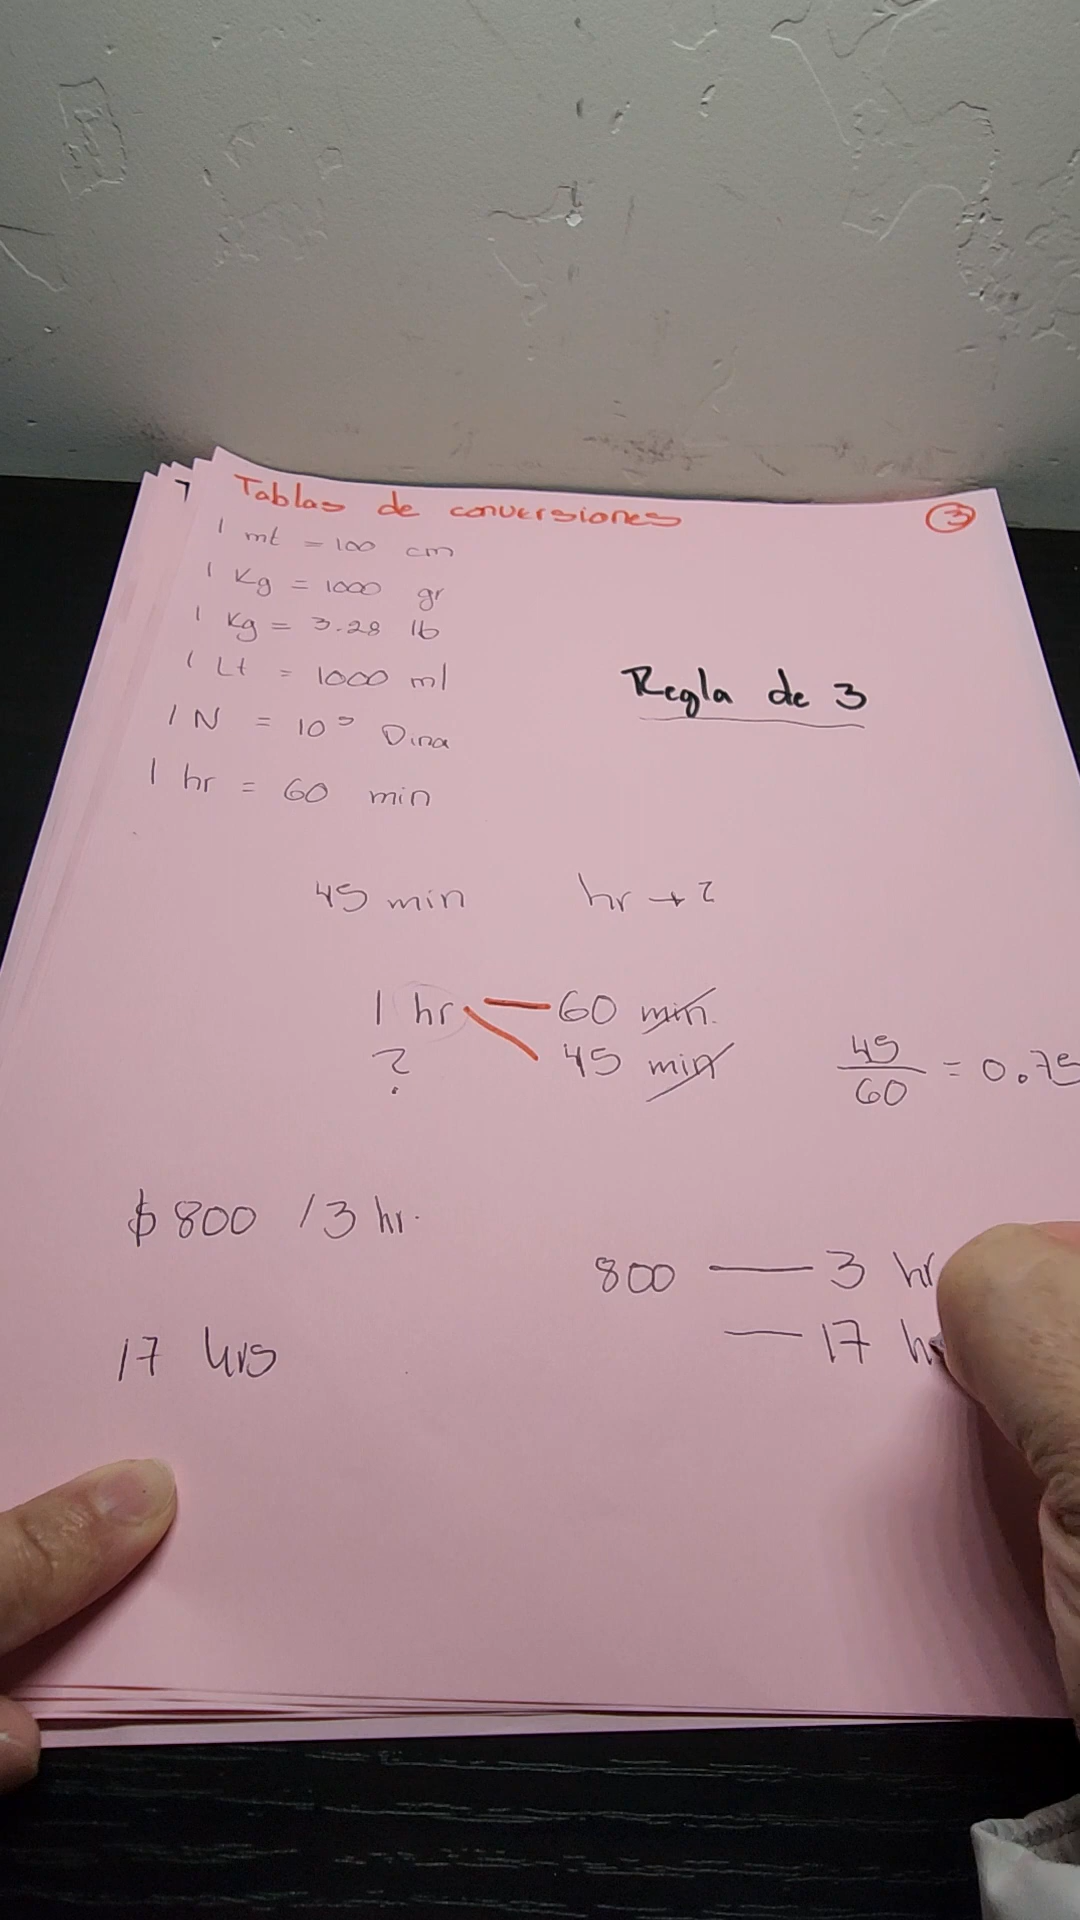 Tablas de conversiones
3
1 mt = 100 cm
1 Kg = 1000 gr
1 Kg = 3.28 lb
1 Lt = 1000 ml
1 N = 10⁵ Dina
1 hr = 60 min
Regla de 3
45 min hr → ?
1 hr — 60 min.
? 45 min
45/60 = 0.75
$800 /3 hr.
800 — 3 hr
— 17 h
17 hrs